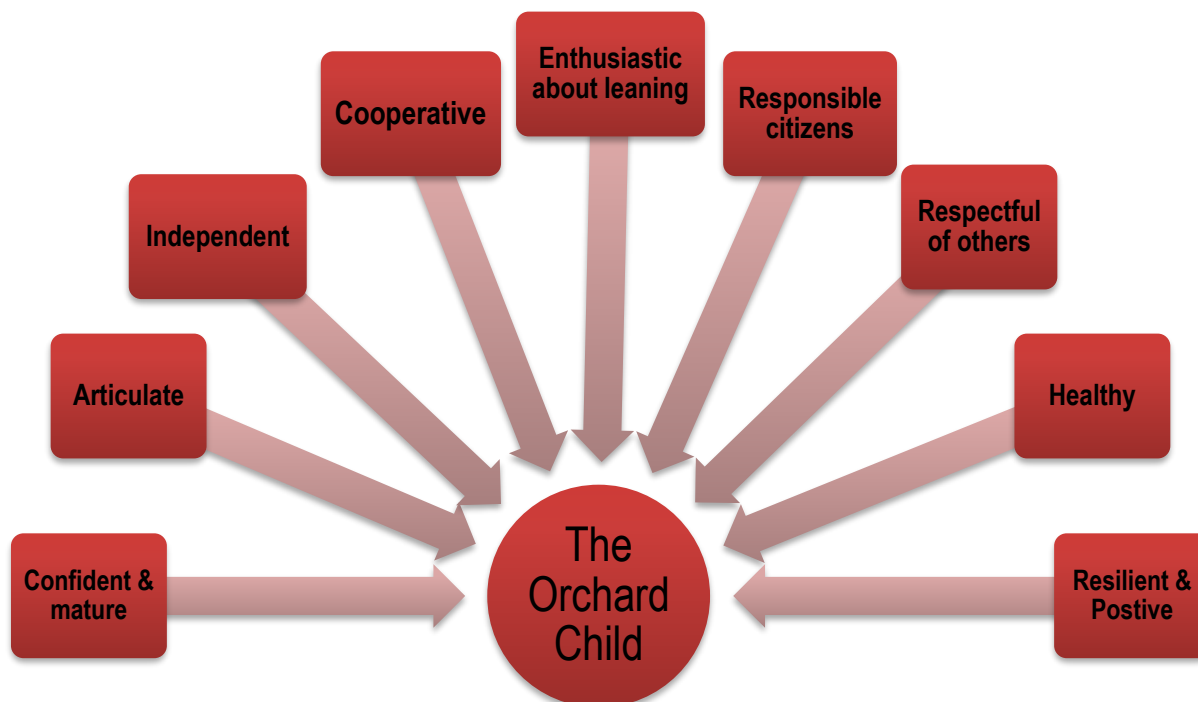 Confident &
mature
Articulate
Independent
Cooperative
Enthusiastic
about leaning
Responsible
citizens
Respectful
of others
Healthy
Resilient &
Postive
The
Orchard
Child